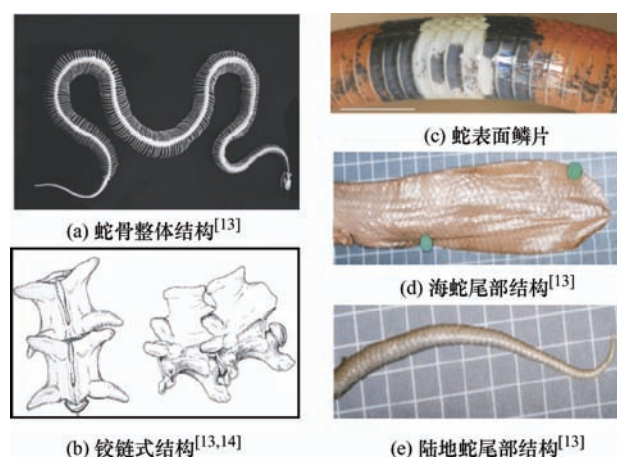 (a) 蛇骨整体结构[13]
(b) 铰链式结构[13,14]
(c) 蛇表面鳞片
(d) 海蛇尾部结构[13]
(e) 陆地蛇尾部结构[13]